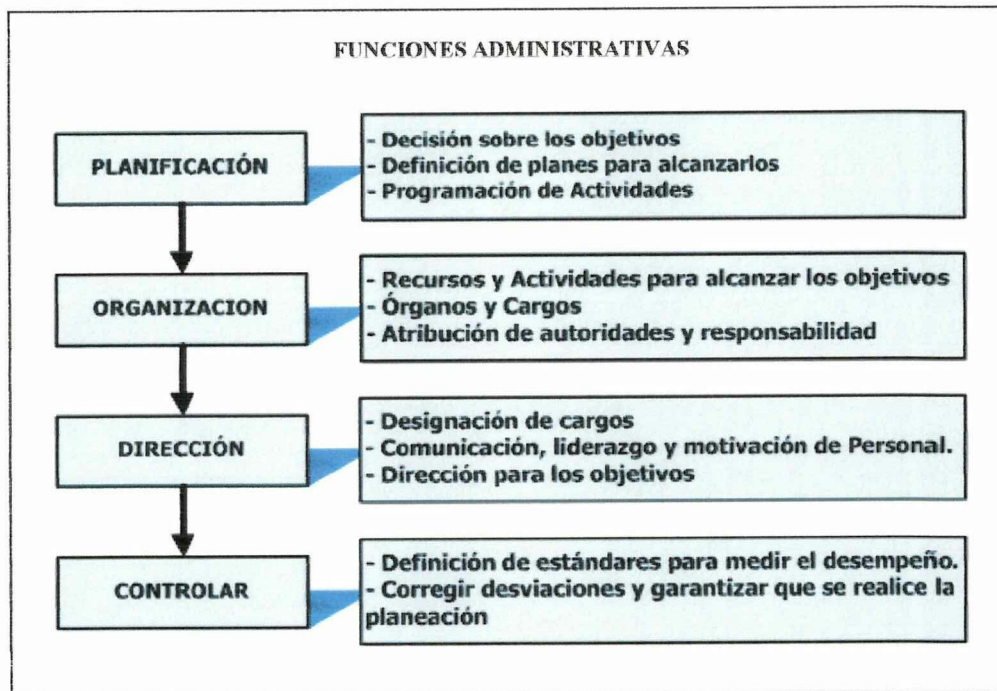 FUNCIONES ADMINISTRATIVAS
PLANIFICACIÓN
- Decisión sobre los objetivos
- Definición de planes para alcanzarlos
- Programación de Actividades
ORGANIZACION
- Recursos y Actividades para alcanzar los objetivos
- Órganos y Cargos
- Atribución de autoridades y responsabilidad
DIRECCIÓN
- Designación de cargos
- Comunicación, liderazgo y motivación de Personal.
- Dirección para los objetivos
CONTROLAR
- Definición de estándares para medir el desempeño.
- Corregir desviaciones y garantizar que se realice la
planeación